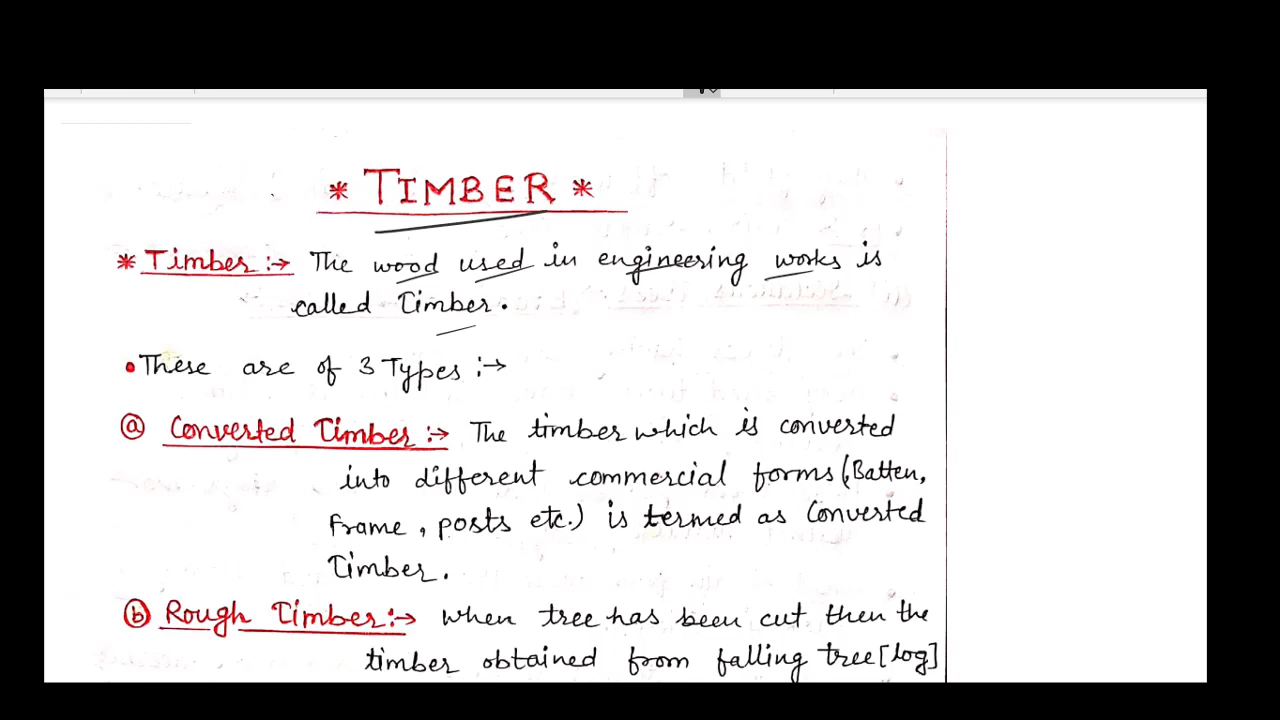 * TIMBER *
* Timber :→ The wood used in engineering works is
called Timber.
• These are of 3 Types :→
ⓐ Converted Timber :→ The timber which is converted
into different commercial forms (Batten,
Frame, posts etc.) is termed as Converted
Timber.
ⓑ Rough Timber :→ When tree has been cut then the
timber obtained from falling tree [log]